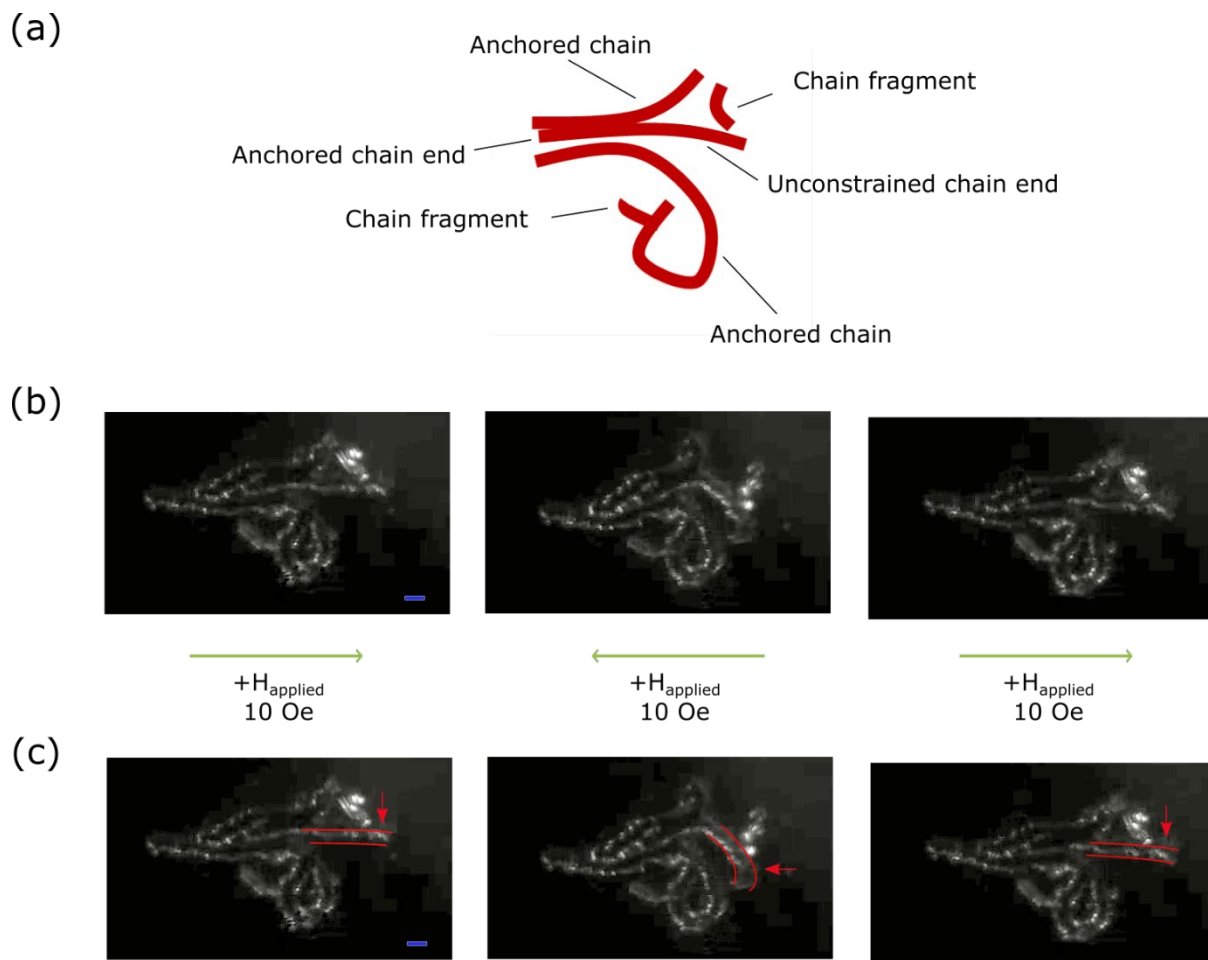 (a)
Anchored chain
Chain fragment
Anchored chain end
Unconstrained chain end
Chain fragment
Anchored chain
(b)
+Happlied
10 Oe
+Happlied
10 Oe
+Happlied
10 Oe
(c)